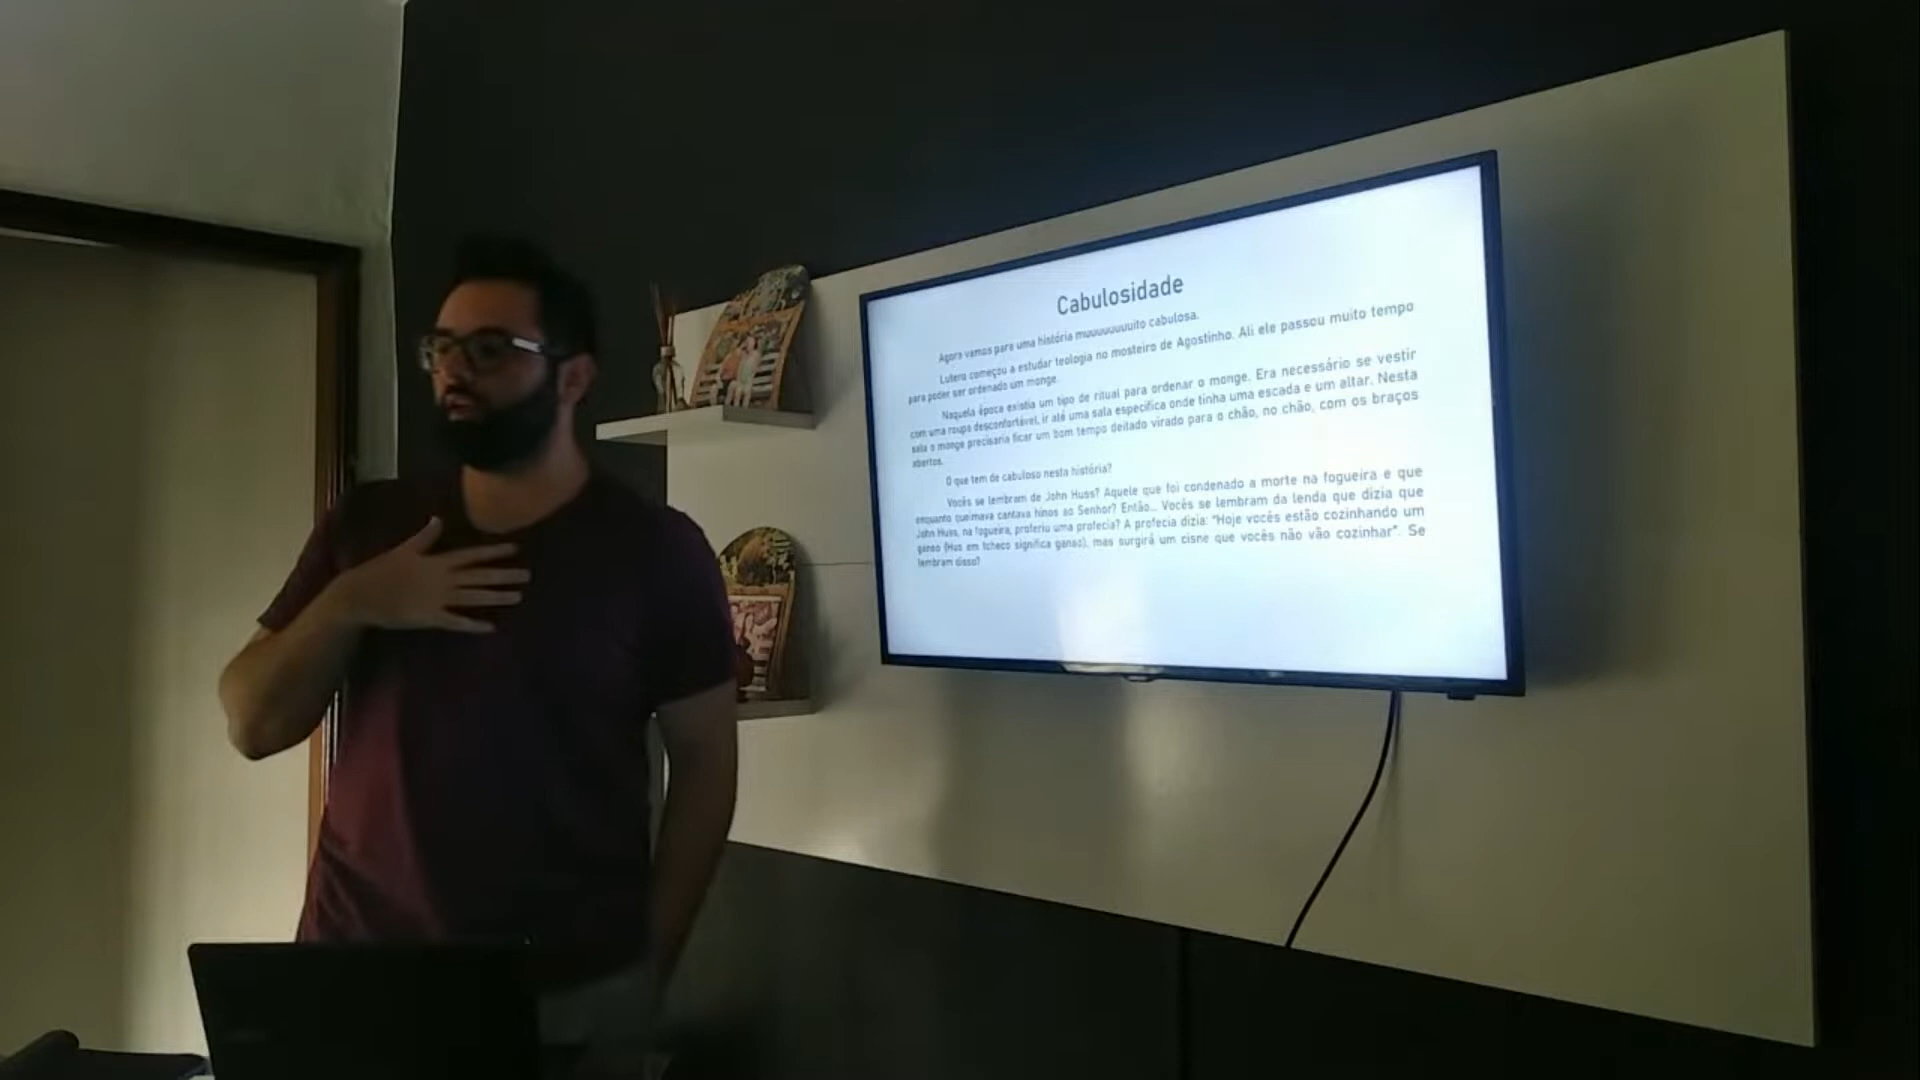 Cabulosidade
Agora vamos para uma história muuuuuuuuito cabulosa.
Lutero começou a estudar teologia no mosteiro de Agostinho. Ali ele passou muito tempo
para poder ser ordenado um monge.
Naquela época existia um tipo de ritual para ordenar o monge. Era necessário se vestir
com uma roupa desconfortável, ir até uma sala especifica onde tinha uma escada e um altar. Nesta
sala o monge precisaria ficar um bom tempo deitado virado para o chão, no chão, com os braços
abertos.
O que tem de cabuloso nesta história?
Vocês se lembram de John Huss? Aquele que foi condenado a morte na fogueira e que
enquanto queimava cantava hinos ao Senhor? Então... Vocês se lembram da lenda que dizia que
John Huss, na fogueira, proferiu uma profecia? A profecia dizia: "Hoje vocês estão cozinhando um
ganso (Hus em tcheco significa ganso), mas surgirá um cisne que vocês não vão cozinhar". Se
lembram disso?